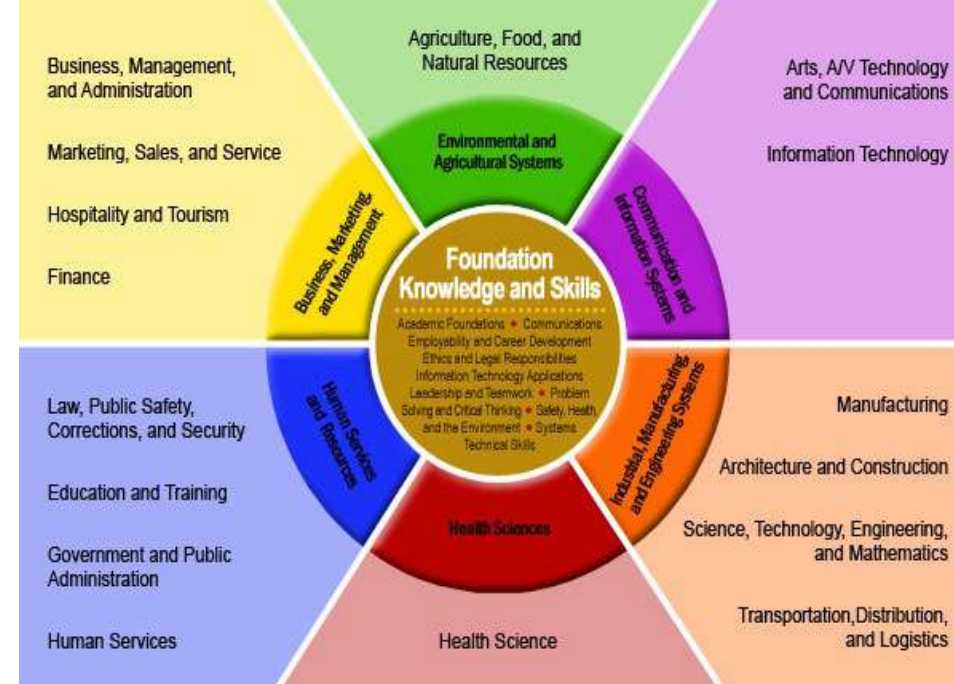 Agriculture, Food, and
Natural Resources
Environmental and
Agricultural Systems
Business, Management,
and Administration
Marketing, Sales, and Service
Hospitality and Tourism
Finance
Business, Marketing,
and Management
Arts, A/V Technology
and Communications
Information Technology
Communication and
Information Systems
Foundation
Knowledge and Skills
Academic Foundations • Communications
Employability and Career Development
Ethics and Legal Responsibilities
Information Technology Applications
Leadership and Teamwork • Problem
Solving and Critical Thinking • Safety, Health,
and the Environment • Systems
Technical Skills
Law, Public Safety,
Corrections, and Security
Education and Training
Government and Public
Administration
Human Services
Human Services
and Resources
Industrial, Manufacturing,
and Engineering Systems
Manufacturing
Architecture and Construction
Science, Technology, Engineering,
and Mathematics
Transportation,Distribution,
and Logistics
Health Sciences
Health Science